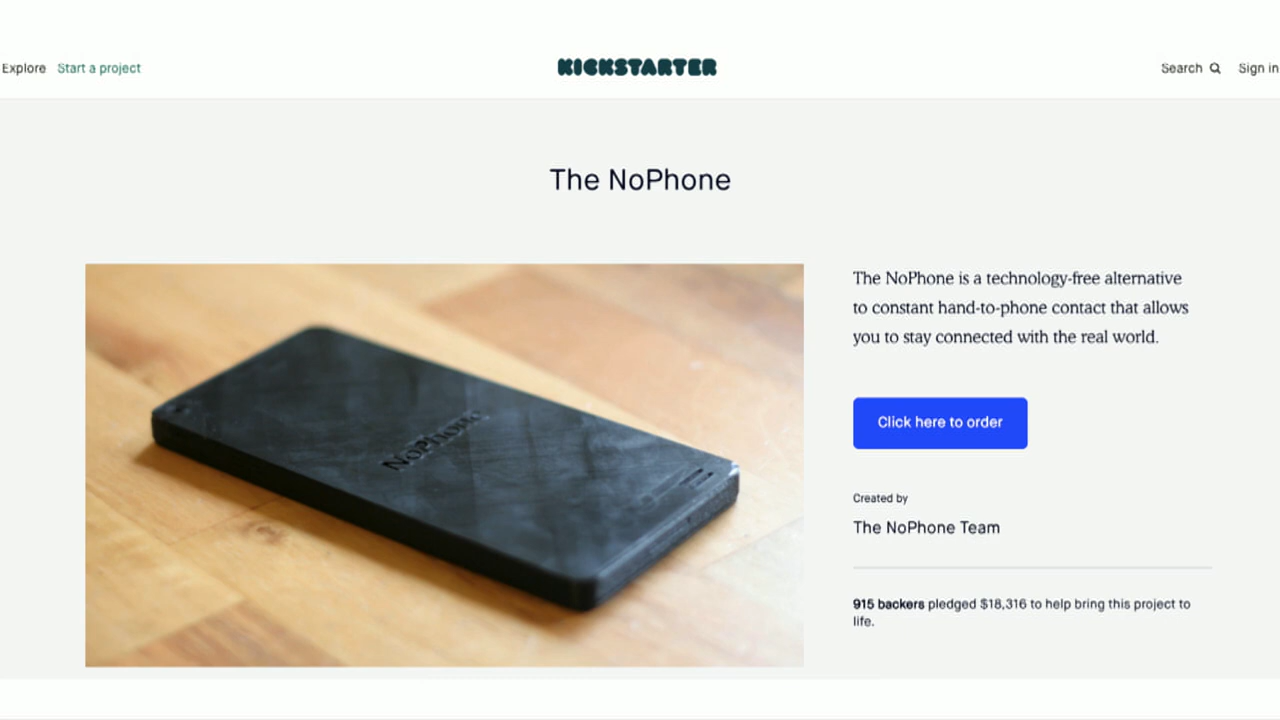 Explore Start a project KICKSTARTER Search Sign in
The NoPhone
NoPhone
The NoPhone is a technology-free alternative
to constant hand-to-phone contact that allows
you to stay connected with the real world.
Click here to order
Created by
The NoPhone Team
915 backers pledged $18,316 to help bring this project to
life.